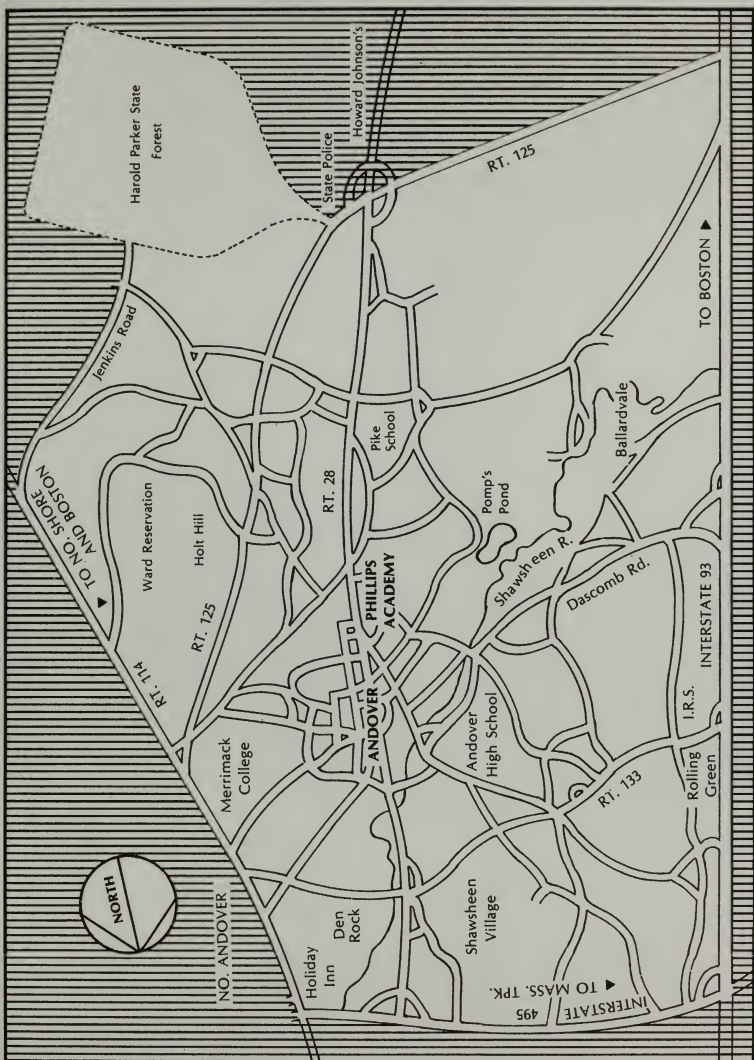 Harold Parker State
Forest
Howard Johnson's
State Police
RT. 125
Jenkins Road
TO BOSTON
TO NO. SHORE
AND BOSTON
Ward Reservation
Holt Hill
RT. 28
Pike
School
Pomp's
Pond
Ballardvale
RT. 114
RT. 125
PHILLIPS
ACADEMY
Shawsheen R.
Dascomb Rd.
INTERSTATE 93
Merrimack
College
ANDOVER
Andover
High School
I.R.S.
Rolling
Green
RT. 133
NORTH
NO. ANDOVER
Holiday
Inn
Den
Rock
Shawsheen
Village
TO MASS. TPK.
INTERSTATE
495